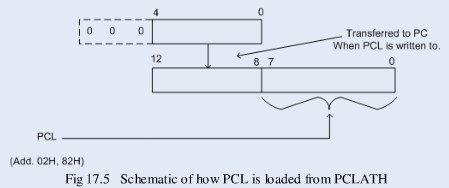 4 0
0 0 0
Transferred to PC
When PCL is written to.
12 8 7 0
PCL
(Add. 02H, 82H)
Fig 17.5 Schematic of how PCL is loaded from PCLATH